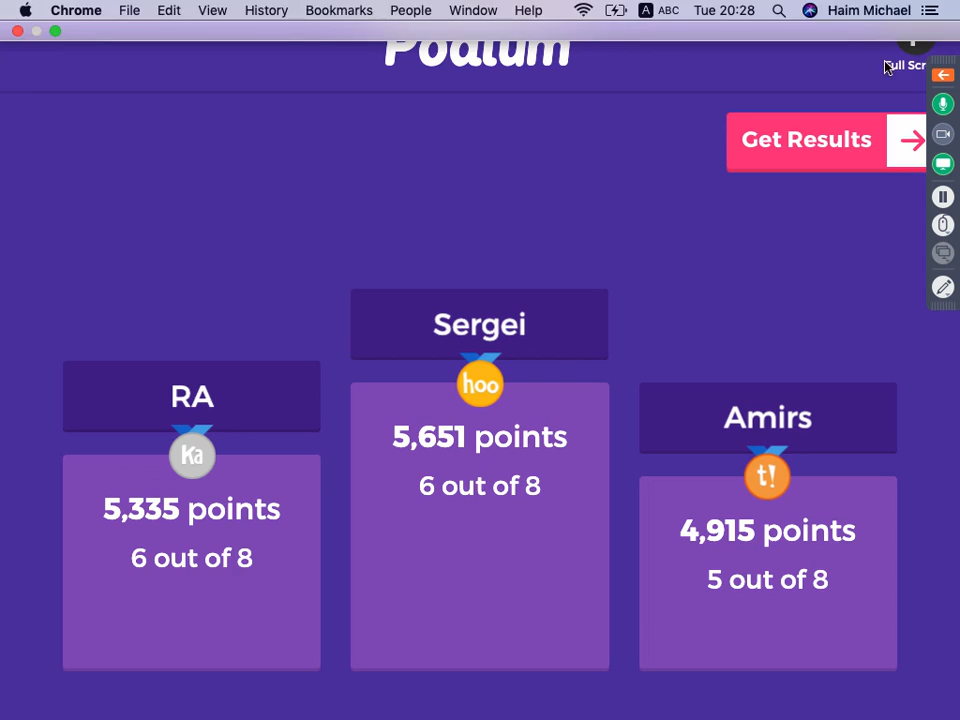 Chrome File Edit View History Bookmarks People Window Help A ABC Tue 20:28 Haim Michael
Podium
Full Scr
Get Results
Sergei
RA
hoo
Amirs
5,651 points
Ka
t!
6 out of 8
5,335 points
4,915 points
6 out of 8
5 out of 8